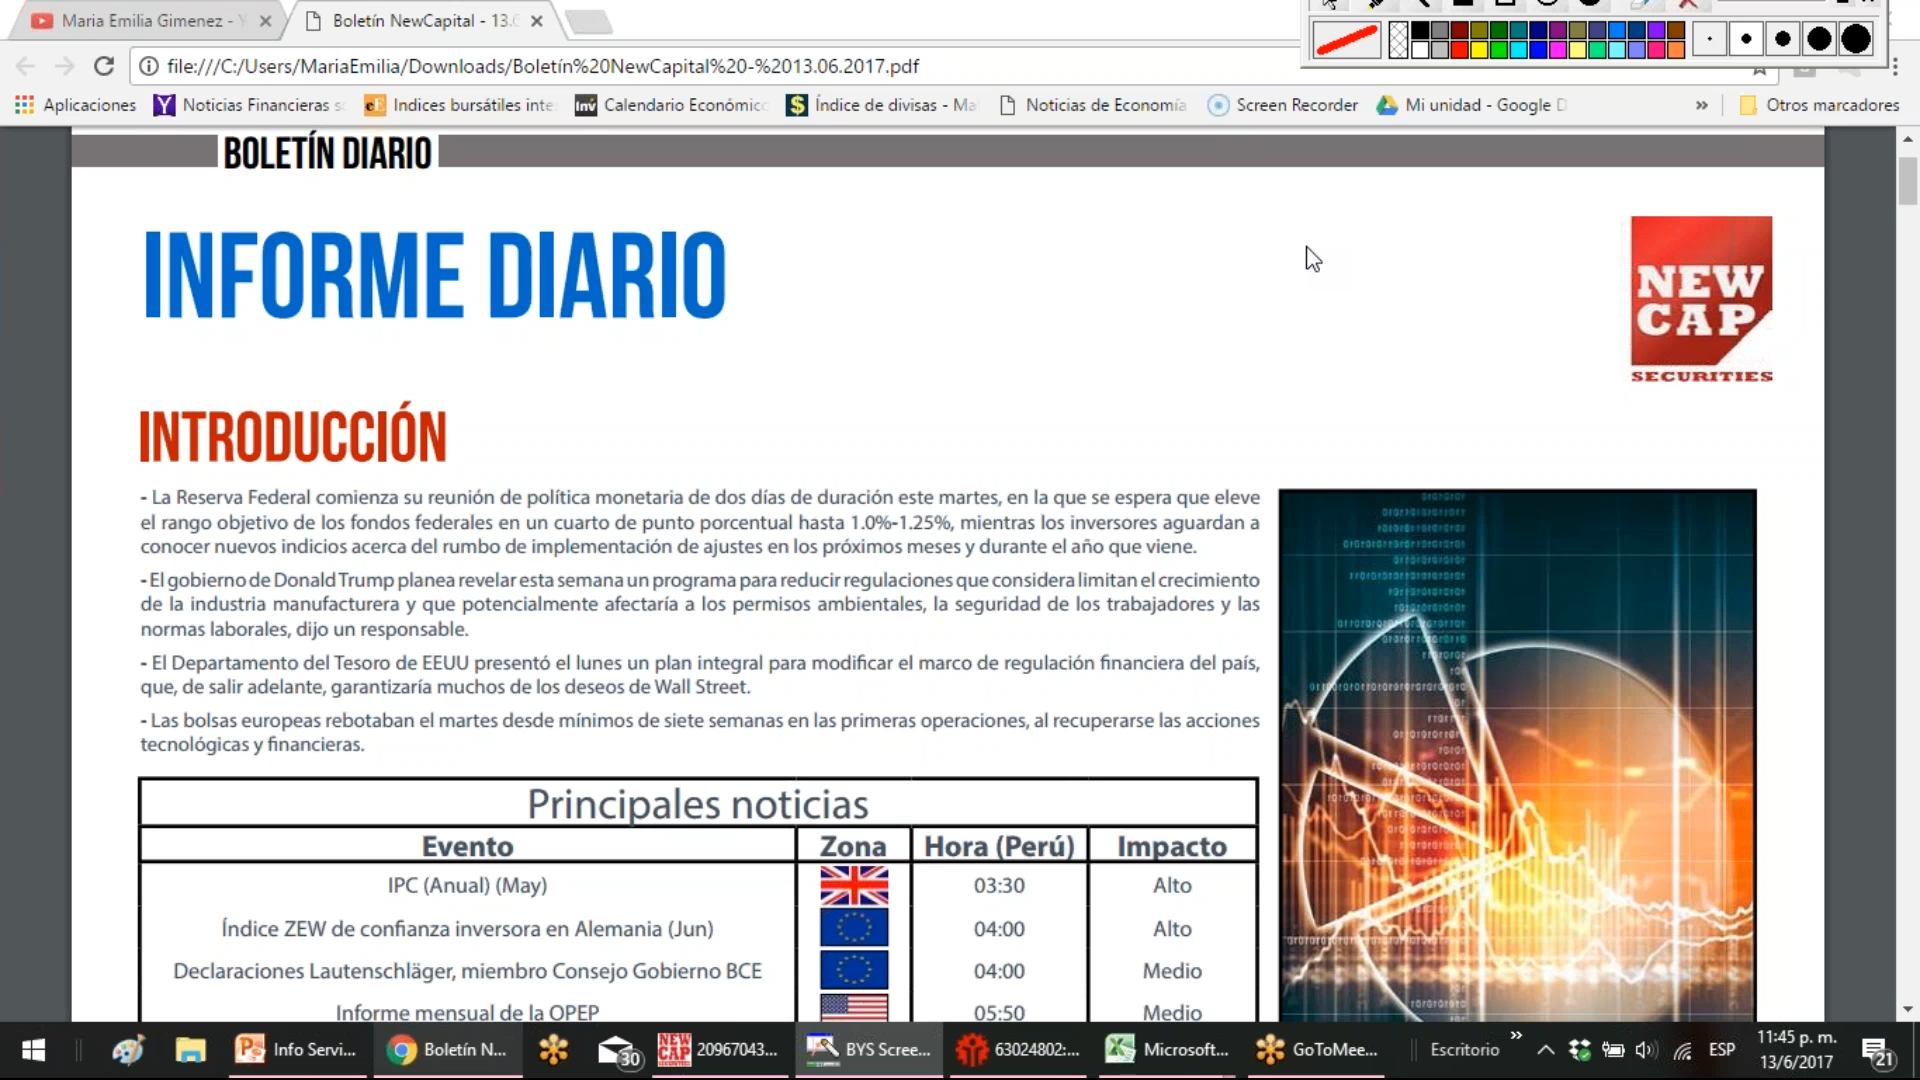 Maria Emilia Gimenez - Y
Boletín NewCapital - 13.0
file:///C:/Users/MariaEmilia/Downloads/Boletín%20NewCapital%20-%2013.06.2017.pdf
Aplicaciones
Noticias Financieras
Indices bursátiles inte
Calendario Económico
Índice de divisas - Ma
Noticias de Economía
Screen Recorder
Mi unidad - Google D
Otros marcadores
BOLETÍN DIARIO
INFORME DIARIO
NEW
CAP
SECURITIES
INTRODUCCIÓN
- La Reserva Federal comienza su reunión de política monetaria de dos días de duración este martes, en la que se espera que eleve
el rango objetivo de los fondos federales en un cuarto de punto porcentual hasta 1.0%-1.25%, mientras los inversores aguardan a
conocer nuevos indicios acerca del rumbo de implementación de ajustes en los próximos meses y durante el año que viene.
- El gobierno de Donald Trump planea revelar esta semana un programa para reducir regulaciones que considera limitan el crecimiento
de la industria manufacturera y que potencialmente afectaría a los permisos ambientales, la seguridad de los trabajadores y las
normas laborales, dijo un responsable.
- El Departamento del Tesoro de EEUU presentó el lunes un plan integral para modificar el marco de regulación financiera del país,
que, de salir adelante, garantizaría muchos de los deseos de Wall Street.
- Las bolsas europeas rebotaban el martes desde mínimos de siete semanas en las primeras operaciones, al recuperarse las acciones
tecnológicas y financieras.
Principales noticias
Evento Zona Hora (Perú) Impacto
IPC (Anual) (May) 03:30 Alto
Índice ZEW de confianza inversora en Alemania (Jun) 04:00 Alto
Declaraciones Lautenschläger, miembro Consejo Gobierno BCE 04:00 Medio
Informe mensual de la OPEP 05:50 Medio
Info Servi...
Boletín N...
30
NEW
CAP
20967043...
BYS Scree...
63024802:...
Microsoft...
GoToMee...
Escritorio
ESP
11:45 p. m.
13/6/2017
21